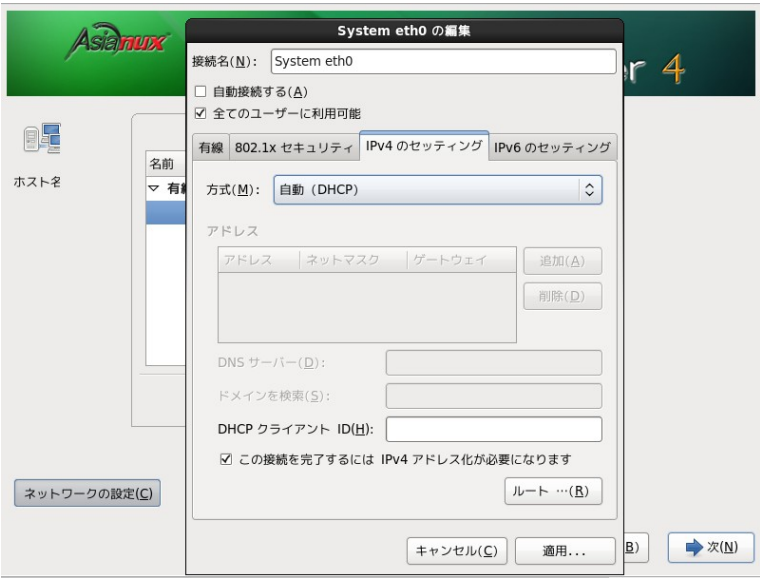 Asianux
System eth0 の編集
r 4
接続名(N): System eth0
自動接続する(A)
全てのユーザーに利用可能
有線 802.1x セキュリティ IPv4 のセッティング IPv6 のセッティング
ホスト名
名前
有線
方式(M): 自動 (DHCP)
アドレス
アドレス ネットマスク ゲートウェイ 追加(A)
削除(D)
DNS サーバー(D):
ドメインを検索(S):
DHCP クライアント ID(H):
この接続を完了するには IPv4 アドレス化が必要になります
ネットワークの設定(C)
ルート …(R)
キャンセル(C) 適用... B) 次(N)